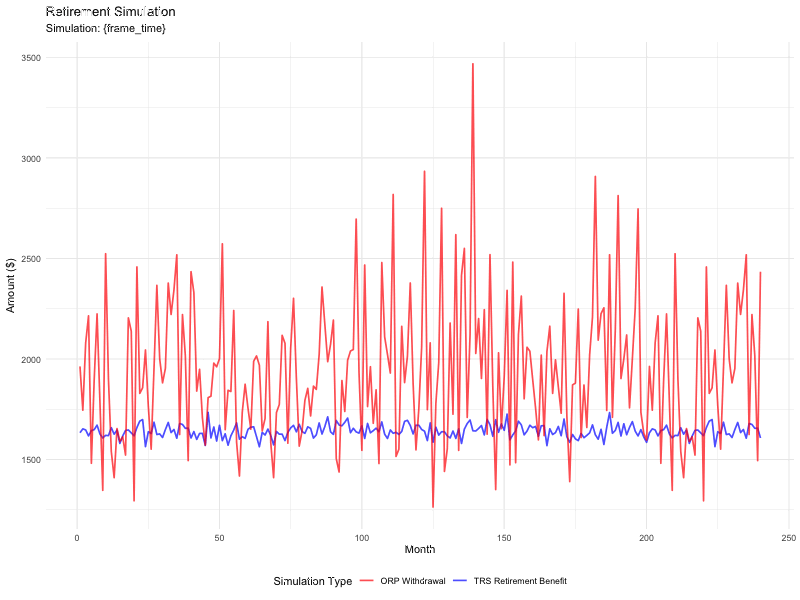 Retirement Simulation
Simulation: {frame_time}
3500
3000
2500
2000
1500
Amount ($)
0 50 100 150 200 250
Month
Simulation Type ORP Withdrawal TRS Retirement Benefit